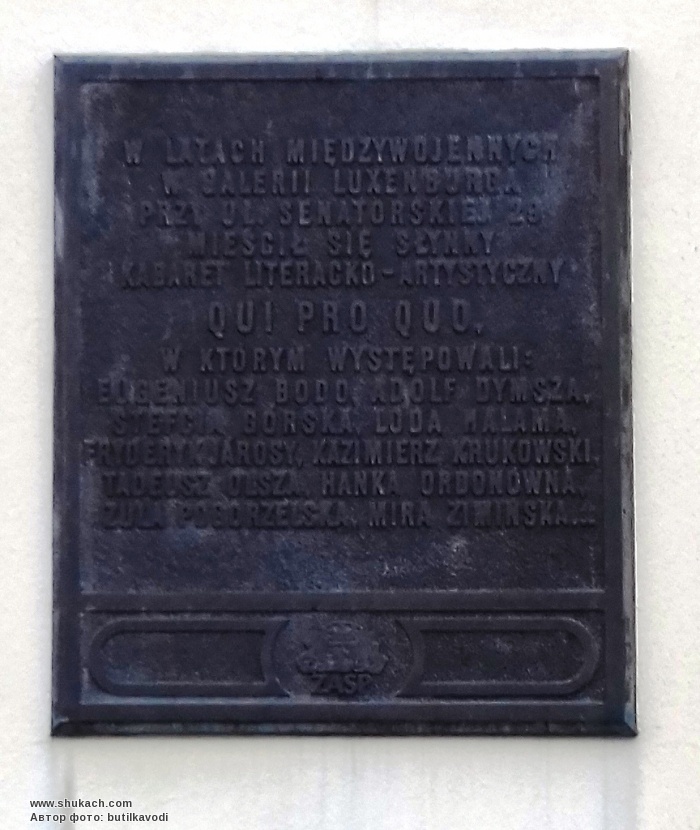 W LATACH MIĘDZYWOJENNYCH
W GALERII LUXENBURGA
PRZY UL. SENATORSKIEJ 29
MIEŚCIŁ SIĘ SŁYNNY
KABARET LITERACKO-ARTYSTYCZNY
QUI PRO QUO,
W KTÓRYM WYSTĘPOWALI:
EUGENIUSZ BODO, ADOLF DYMSZA,
STEFCIA GÓRSKA, LODA HALAMA,
FRYDERYK JAROSY, KAZIMIERZ KRUKOWSKI,
TADEUSZ OLSZA, HANKA ORDONÓWNA,
ZULA POGORZELSKA, MIRA ZIMIŃSKA...
ZASP
www.shukach.com
Автор фото: butilkavodi